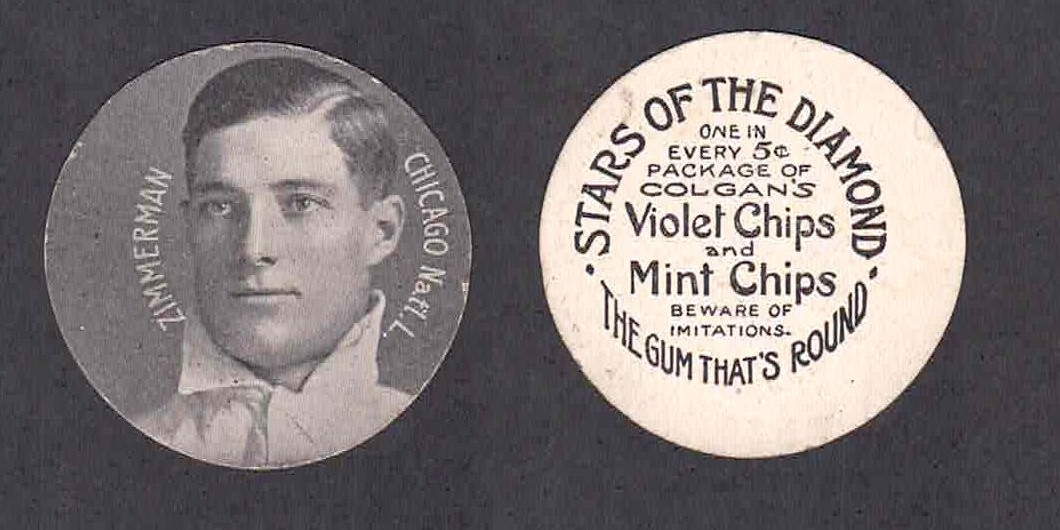 ZIMMERMAN
CHICAGO Nat'l. L.
· STARS OF THE DIAMOND ·
ONE IN
EVERY 5¢
PACKAGE OF
COLGAN'S
Violet Chips
and
Mint Chips
BEWARE OF
IMITATIONS.
THE GUM THAT'S ROUND